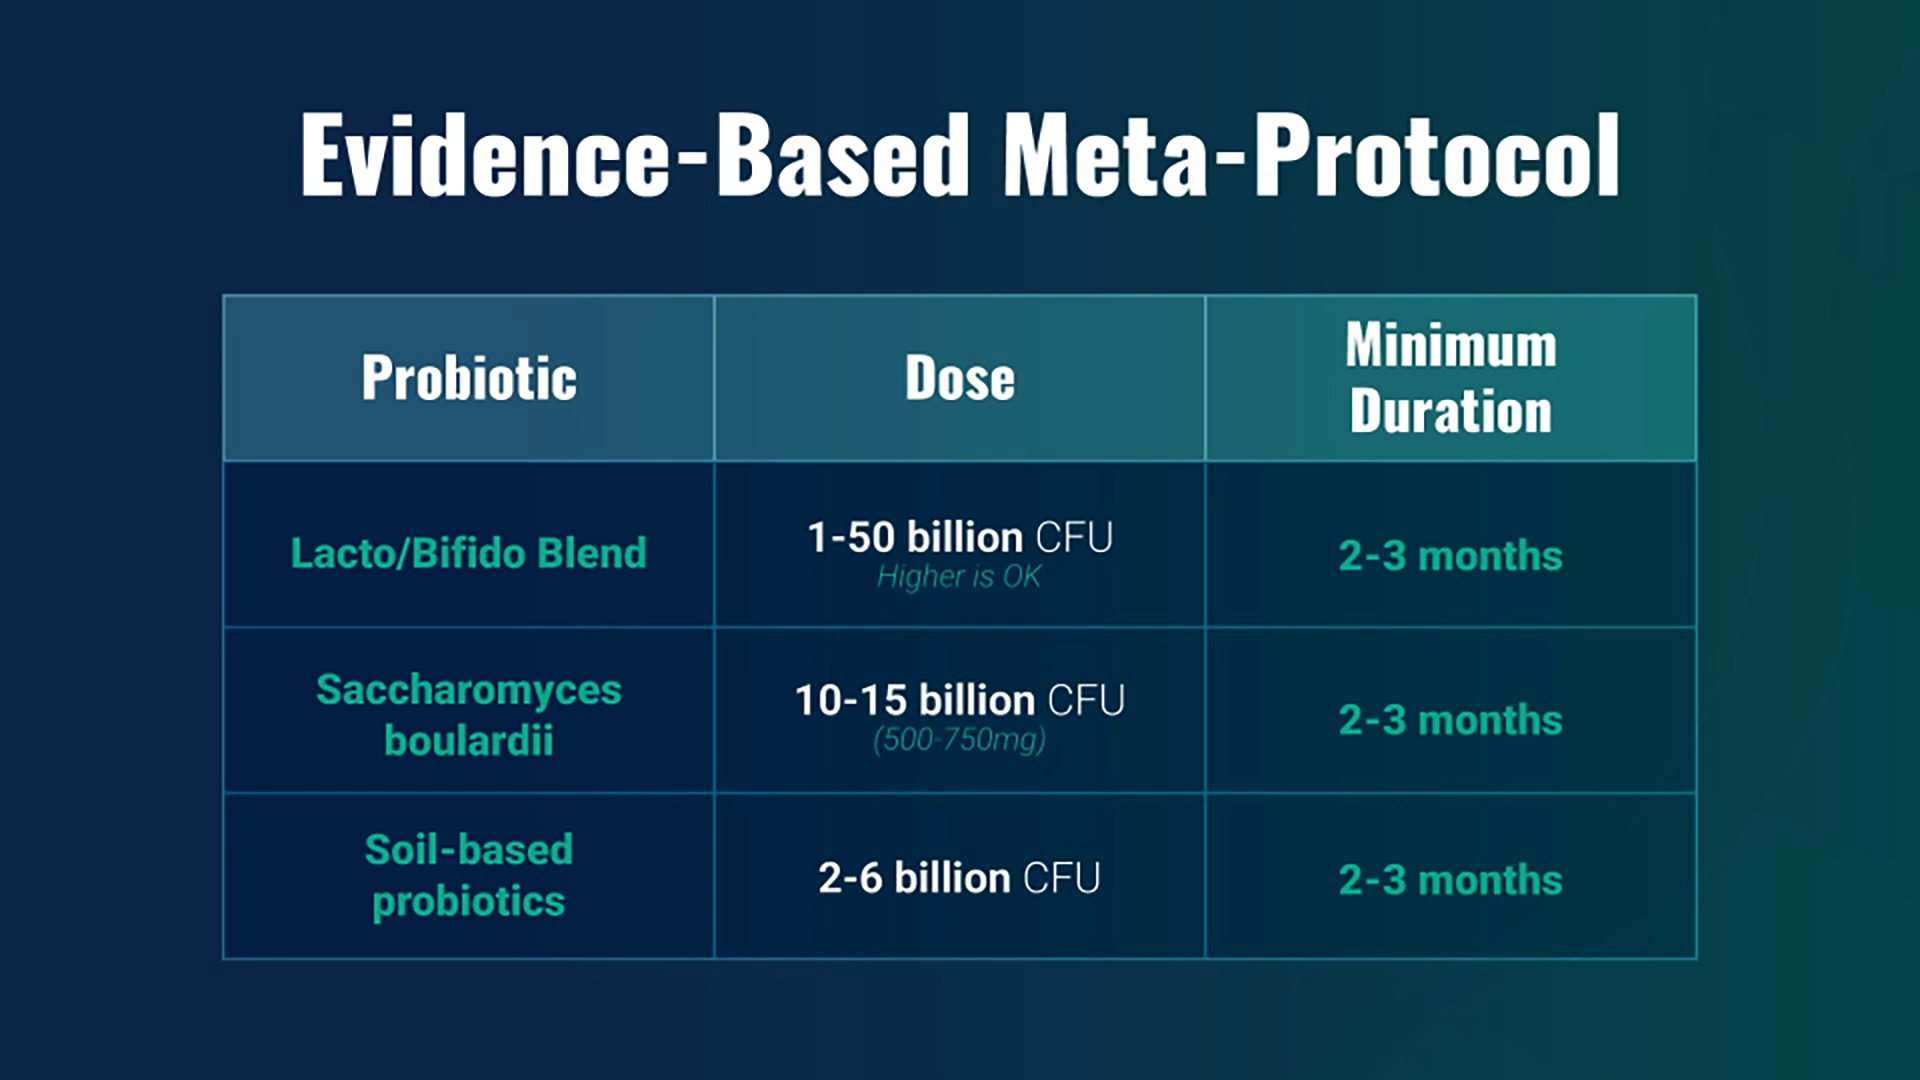 Evidence-Based Meta-Protocol
Probiotic
Dose
Minimum
Duration
Lacto/Bifido Blend
1-50 billion CFU
Higher is OK
2-3 months
Saccharomyces
boulardii
10-15 billion CFU
(500-750mg)
2-3 months
Soil-based
probiotics
2-6 billion CFU
2-3 months